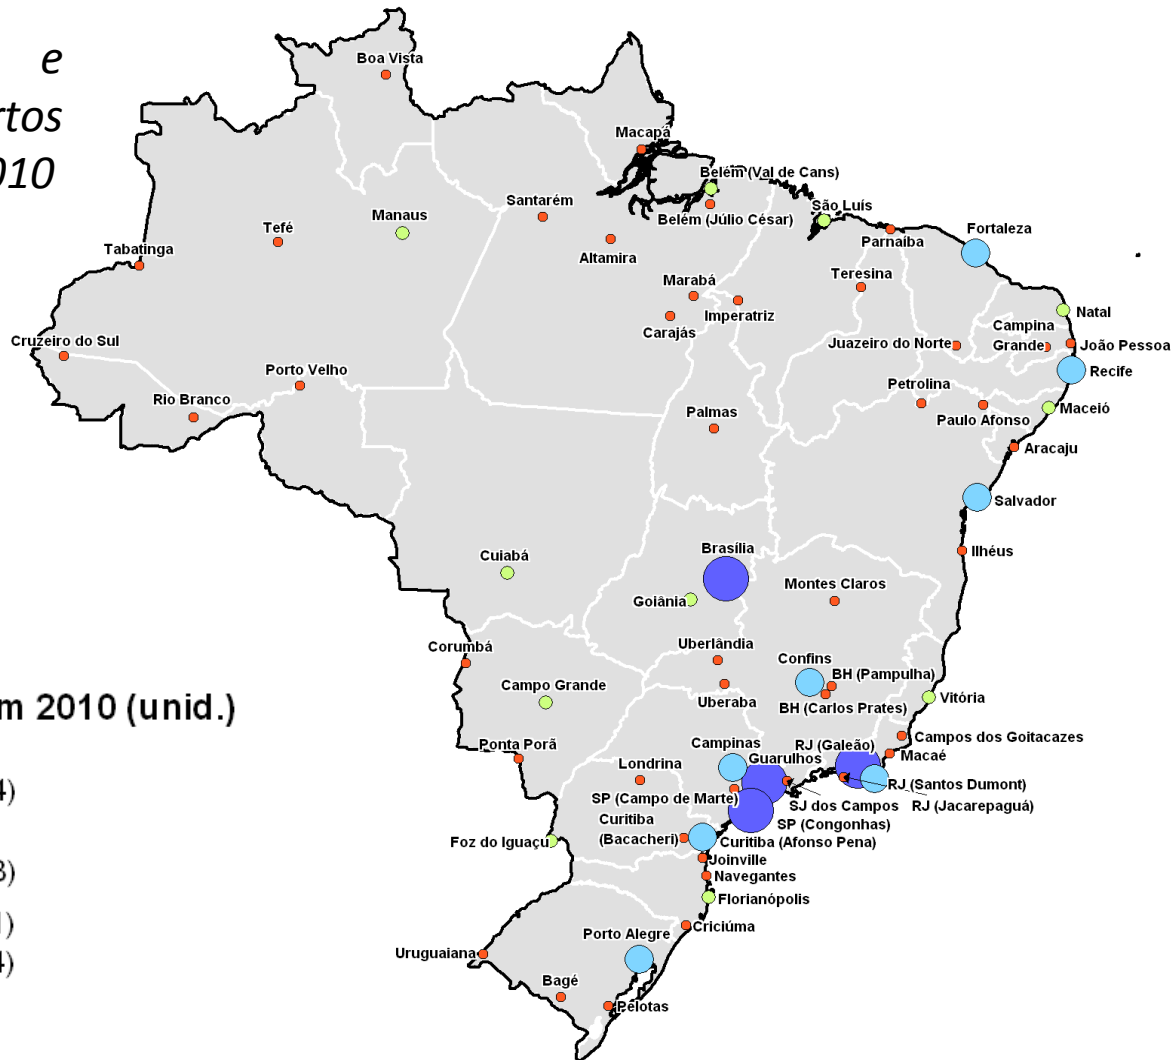 e
rtos
010
Boa Vista
Macapá
Belém (Val de Cans)
Santarém
São Luís
Manaus
Belém (Júlio César)
Tefé
Parnaíba
Fortaleza
Tabatinga
Altamira
Teresina
Marabá
Imperatriz
Natal
Carajás
Campina
Grande
Cruzeiro do Sul
Juazeiro do Norte
João Pessoa
Porto Velho
Recife
Petrolina
Rio Branco
Palmas
Maceió
Paulo Afonso
Aracaju
Salvador
Brasília
Ilhéus
Cuiabá
Montes Claros
Goiânia
Uberlândia
Corumbá
Confins
BH (Pampulha)
Campo Grande
Uberaba
Vitória
BH (Carlos Prates)
m 2010 (unid.)
Campos dos Goitacazes
Ponta Porã
Campinas
RJ (Galeão)
Macaé
Guarulhos
Londrina
RJ (Santos Dumont)
4)
SP (Campo de Marte)
SJ dos Campos
RJ (Jacarepaguá)
Curitiba
(Bacacheri)
SP (Congonhas)
Foz do Iguaçu
Curitiba (Afonso Pena)
Joinville
3)
Navegantes
Florianópolis
1)
Criciúma
Porto Alegre
Uruguaiana
4)
Bagé
Pelotas